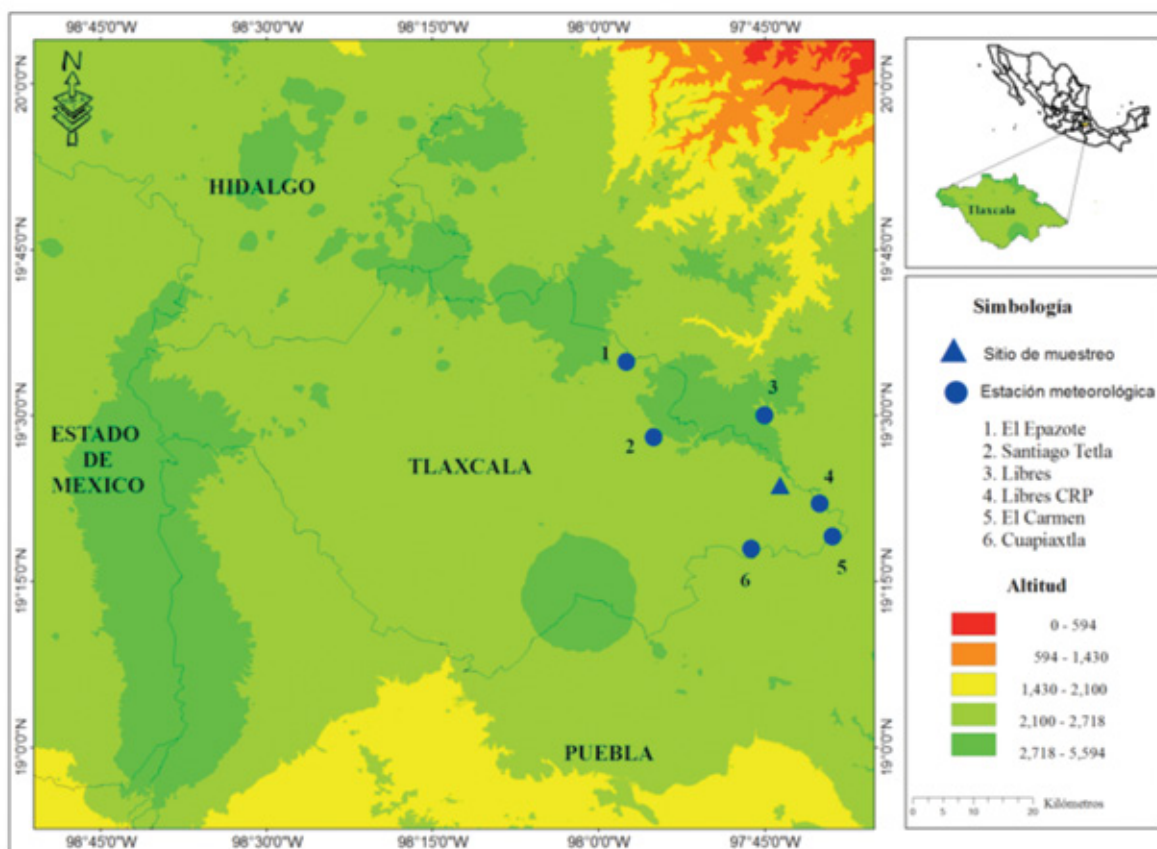 98°45'0"W 98°30'0"W 98°15'0"W 98°0'0"W 97°45'0"W
20°0'0"N
19°45'0"N
19°30'0"N
19°15'0"N
19°0'0"N
N
HIDALGO
ESTADO
DE
MEXICO
TLAXCALA
PUEBLA
1
2
3
4
5
6
20°0'0"N
19°45'0"N
19°30'0"N
19°15'0"N
19°0'0"N
98°45'0"W 98°30'0"W 98°15'0"W 98°0'0"W 97°45'0"W
Tlaxcala
Simbología
Sitio de muestreo
Estación meteorológica
1. El Epazote
2. Santiago Tetla
3. Libres
4. Libres CRP
5. El Carmen
6. Cuapiaxtla
Altitud
0 - 594
594 - 1,430
1,430 - 2,100
2,100 - 2,718
2,718 - 5,594
0 5 10 20 Kilómetros